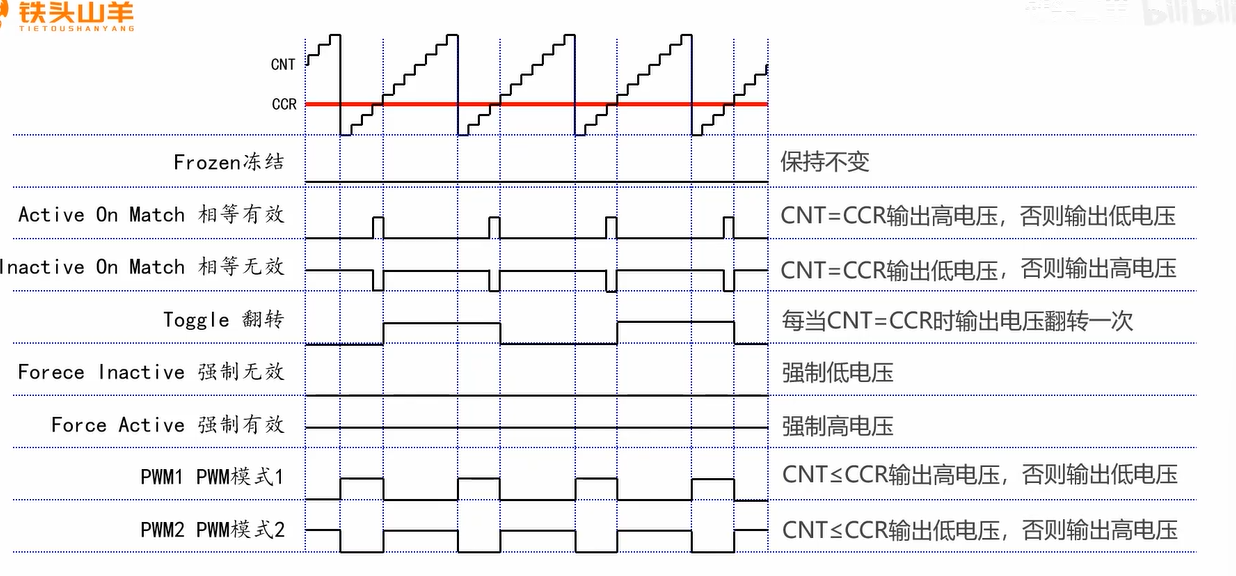 铁头山羊
TIETOUSHANYANG
bilibili
CNT
CCR
Frozen冻结 保持不变
Active On Match 相等有效 CNT=CCR输出高电压，否则输出低电压
Inactive On Match 相等无效 CNT=CCR输出低电压，否则输出高电压
Toggle 翻转 每当CNT=CCR时输出电压翻转一次
Forece Inactive 强制无效 强制低电压
Force Active 强制有效 强制高电压
PWM1 PWM模式1 CNT≤CCR输出高电压，否则输出低电压
PWM2 PWM模式2 CNT≤CCR输出低电压，否则输出高电压